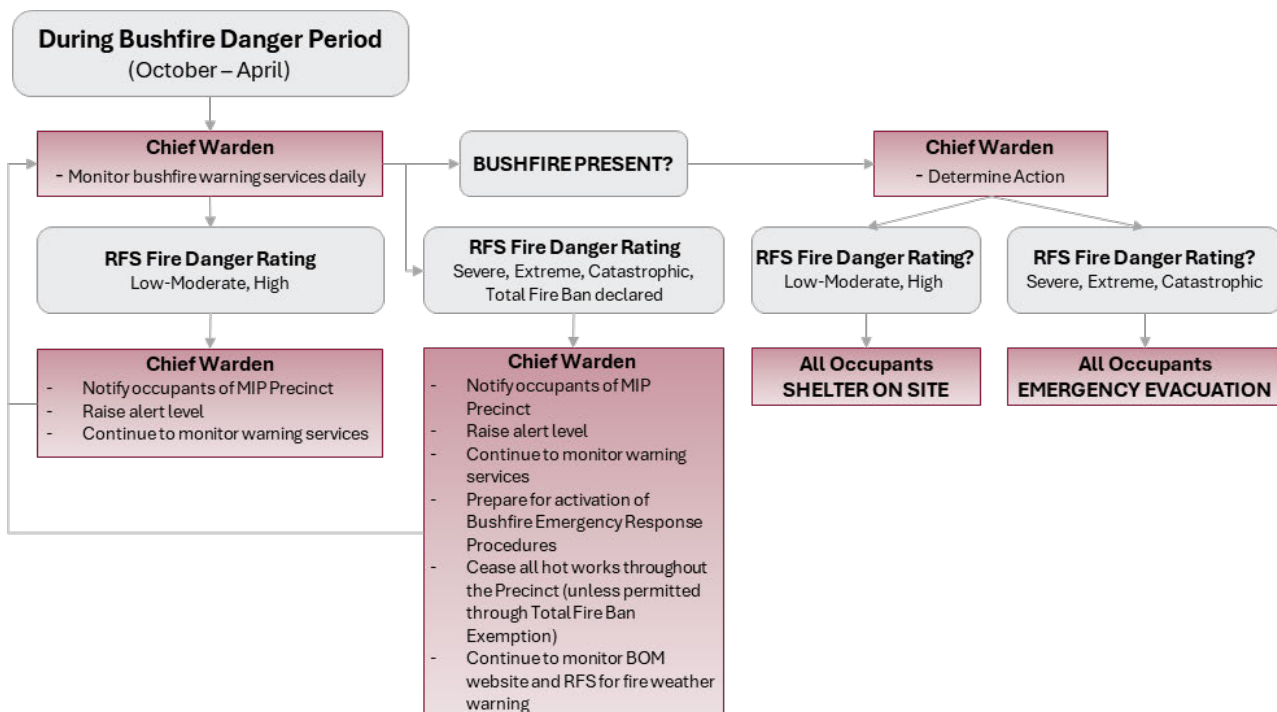 During Bushfire Danger Period
(October – April)
Chief Warden
- Monitor bushfire warning services daily
BUSHFIRE PRESENT?
Chief Warden
- Determine Action
RFS Fire Danger Rating
Low-Moderate, High
RFS Fire Danger Rating
Severe, Extreme, Catastrophic,
Total Fire Ban declared
RFS Fire Danger Rating?
Low-Moderate, High
RFS Fire Danger Rating?
Severe, Extreme, Catastrophic
Chief Warden
- Notify occupants of MIP Precinct
- Raise alert level
- Continue to monitor warning services
Chief Warden
- Notify occupants of MIP
Precinct
- Raise alert level
- Continue to monitor warning
services
- Prepare for activation of
Bushfire Emergency Response
Procedures
- Cease all hot works throughout
the Precinct (unless permitted
through Total Fire Ban
Exemption)
- Continue to monitor BOM
website and RFS for fire weather
warning
All Occupants
SHELTER ON SITE
All Occupants
EMERGENCY EVACUATION